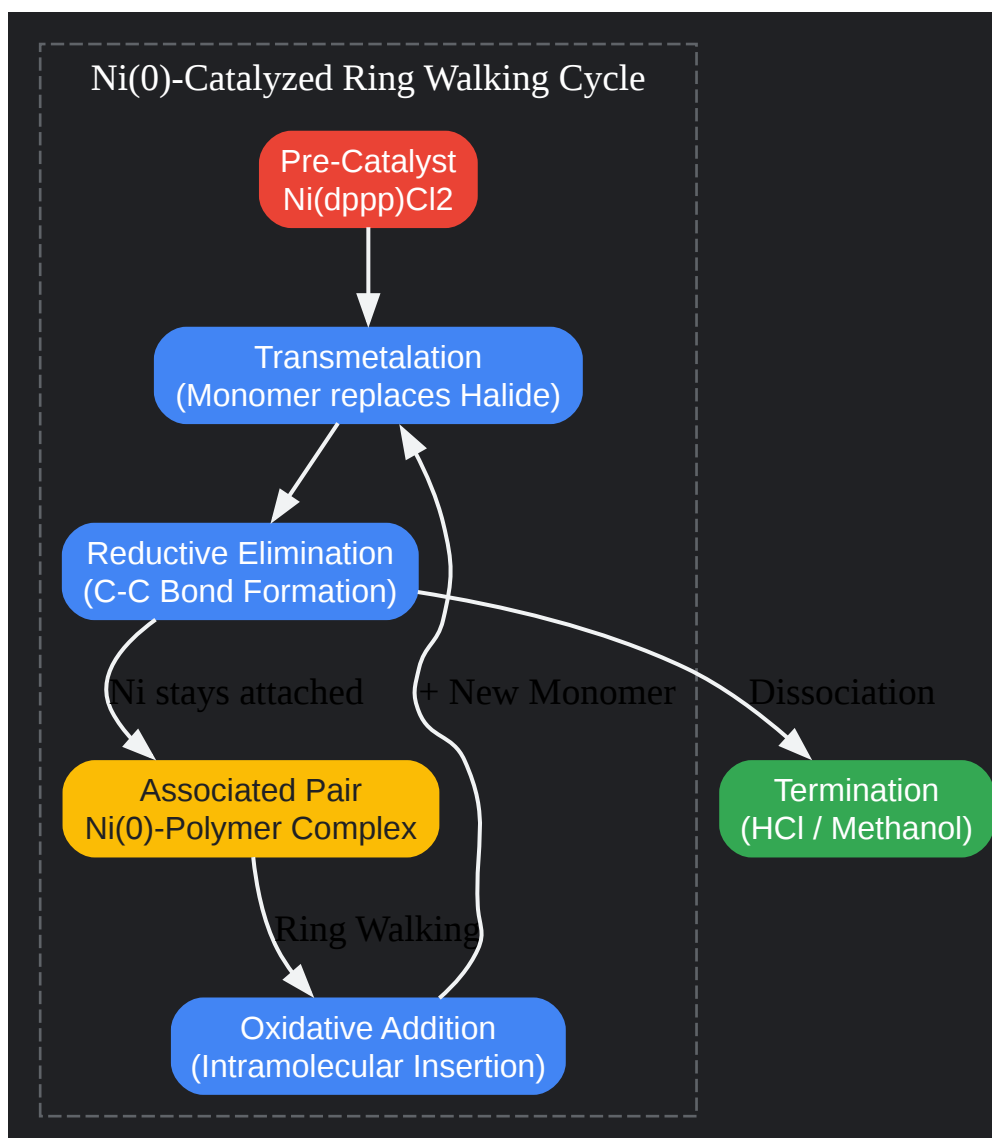 Ni(0)-Catalyzed Ring Walking Cycle
Pre-Catalyst
Ni(dppp)Cl2
Transmetalation
(Monomer replaces Halide)
Reductive Elimination
(C-C Bond Formation)
Ni stays attached
+ New Monomer
Dissociation
Associated Pair
Ni(0)-Polymer Complex
Termination
(HCl / Methanol)
Ring Walking
Oxidative Addition
(Intramolecular Insertion)